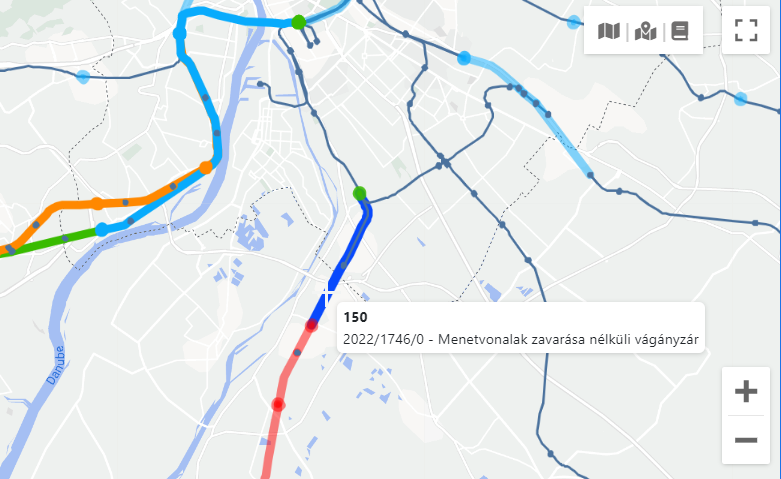 150
2022/1746/0 - Menetvonalak zavarása nélküli vágányzár
Danube